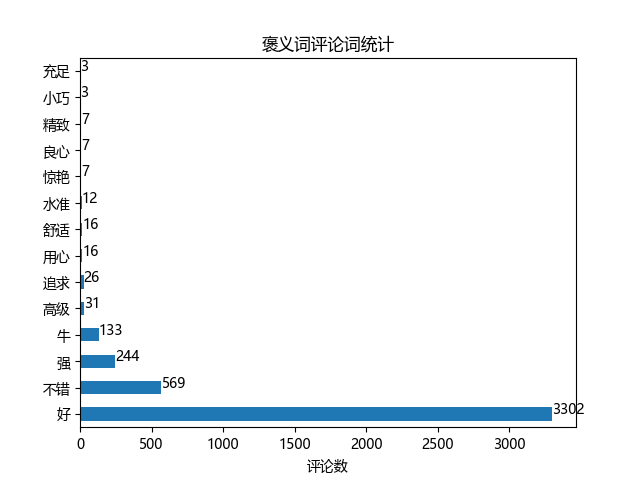 褒义词评论词统计
充足 3
小巧 3
精致 7
良心 7
惊艳 7
水准 12
舒适 16
用心 16
追求 26
高级 31
牛 133
强 244
不错 569
好 3302
0 500 1000 1500 2000 2500 3000
评论数